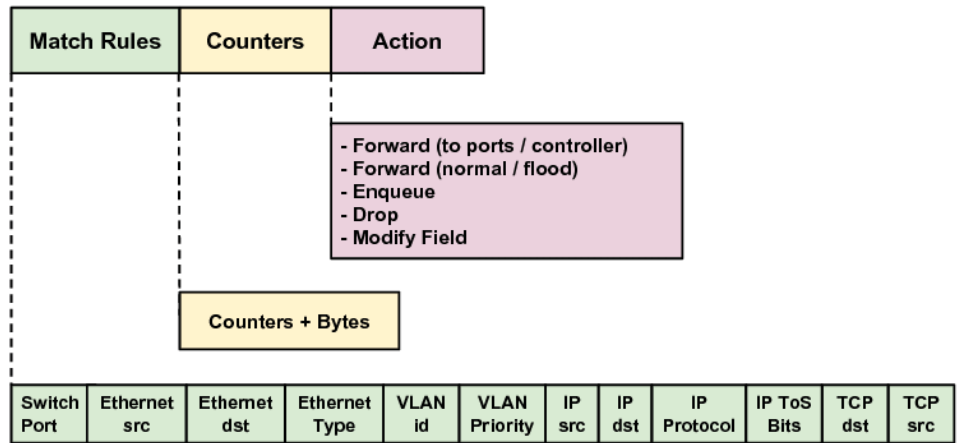 Match Rules Counters Action
- Forward (to ports / controller)
- Forward (normal / flood)
- Enqueue
- Drop
- Modify Field
Counters + Bytes
Switch Port
Ethernet src
Ethernet dst
Ethernet Type
VLAN id
VLAN Priority
IP src
IP dst
IP Protocol
IP ToS Bits
TCP dst
TCP src